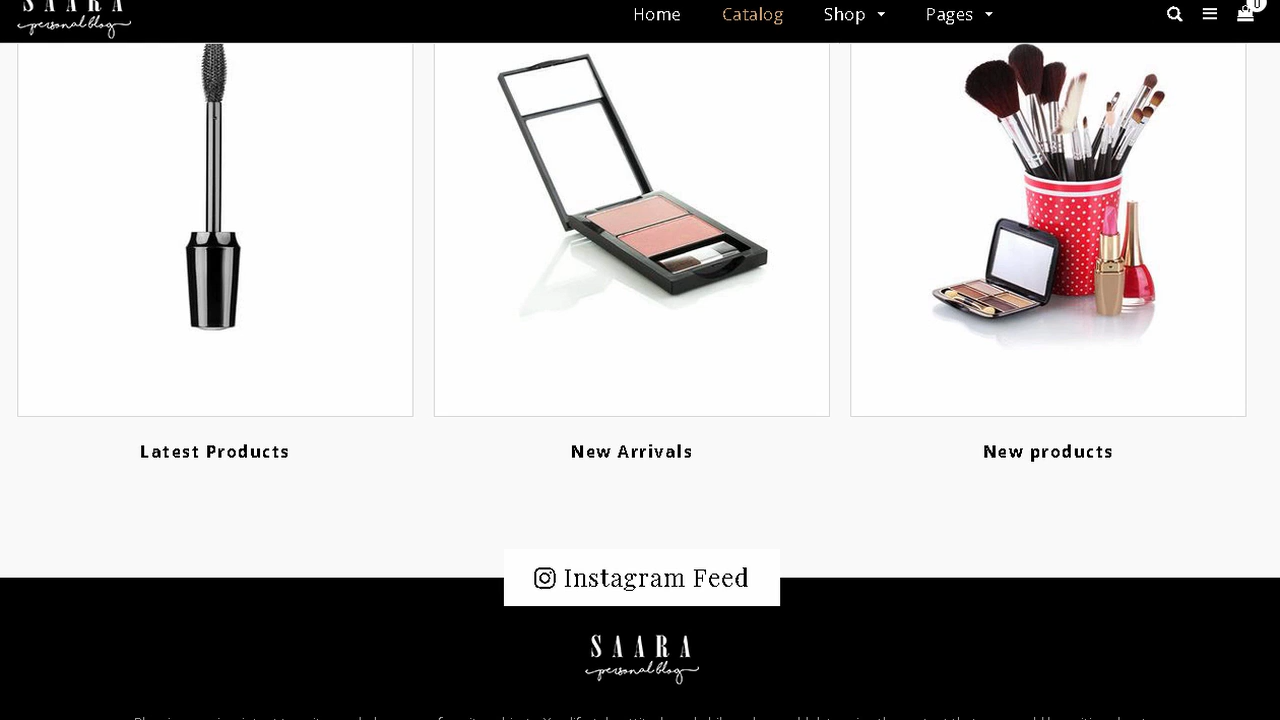 SAARA
personal blog
Home Catalog Shop Pages
0
Latest Products New Arrivals New products
Instagram Feed
SAARA
personal blog